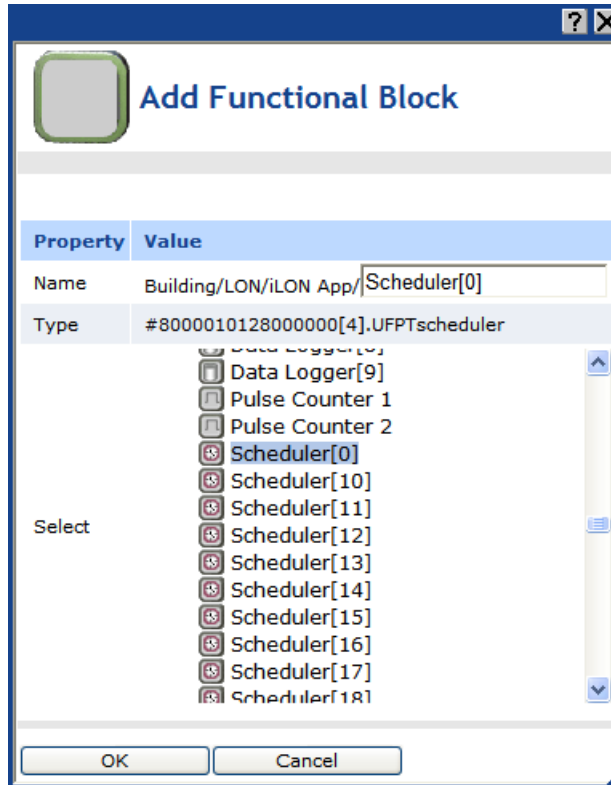 ?
Add Functional Block
Property Value
Name Building/LON/iLON App/Scheduler[0]
Type #8000010128000000[4].UFPTscheduler
Data Logger[9]
Pulse Counter 1
Pulse Counter 2
Scheduler[0]
Scheduler[10]
Scheduler[11]
Scheduler[12]
Select
Scheduler[13]
Scheduler[14]
Scheduler[15]
Scheduler[16]
Scheduler[17]
Scheduler[18]
OK Cancel